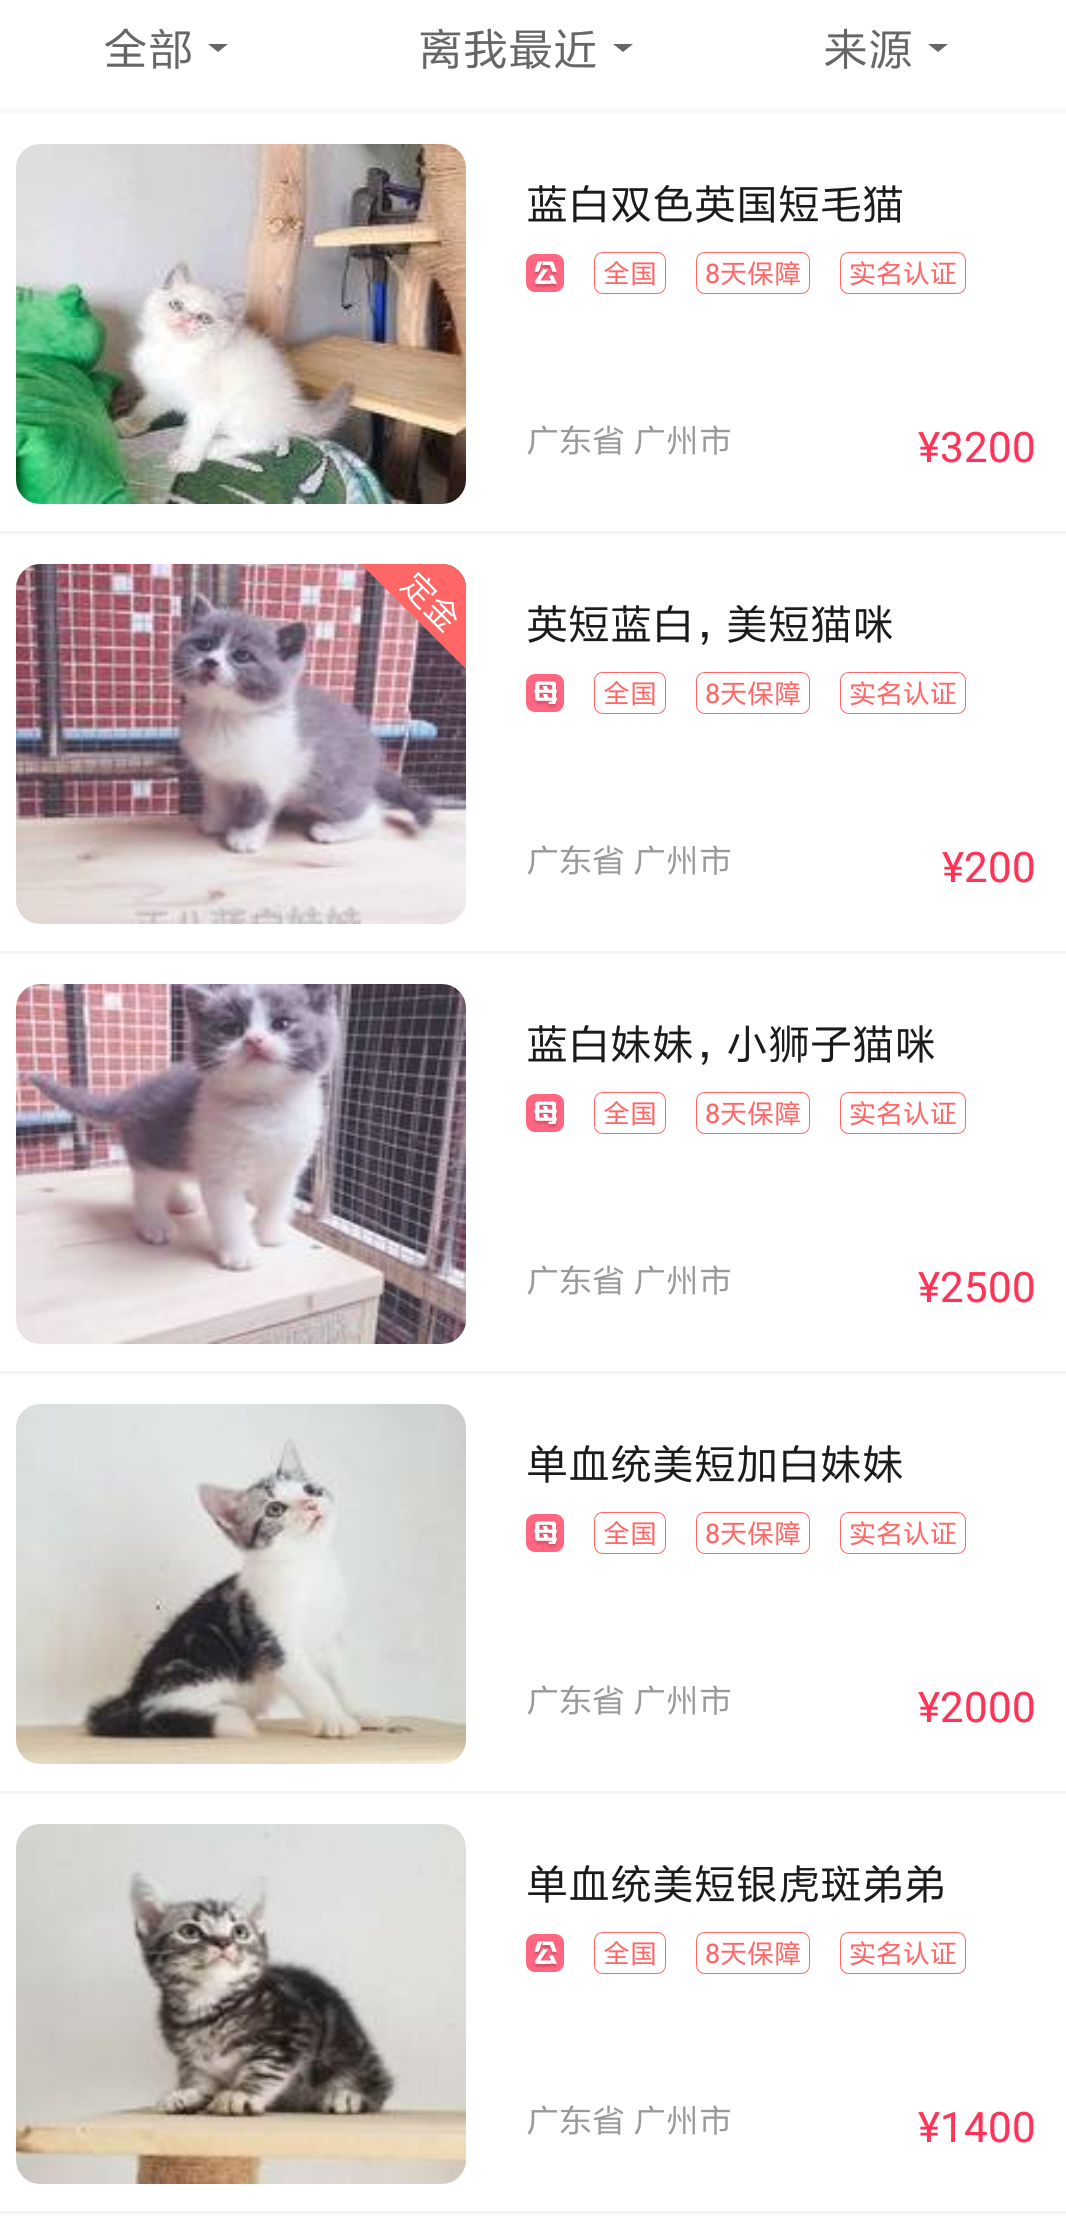 全部 离我最近 来源
蓝白双色英国短毛猫
公 全国 8天保障 实名认证
广东省 广州市 ¥3200
定金
英短蓝白，美短猫咪
母 全国 8天保障 实名认证
广东省 广州市 ¥200
蓝白妹妹，小狮子猫咪
母 全国 8天保障 实名认证
广东省 广州市 ¥2500
单血统美短加白妹妹
母 全国 8天保障 实名认证
广东省 广州市 ¥2000
单血统美短银虎斑弟弟
公 全国 8天保障 实名认证
广东省 广州市 ¥1400